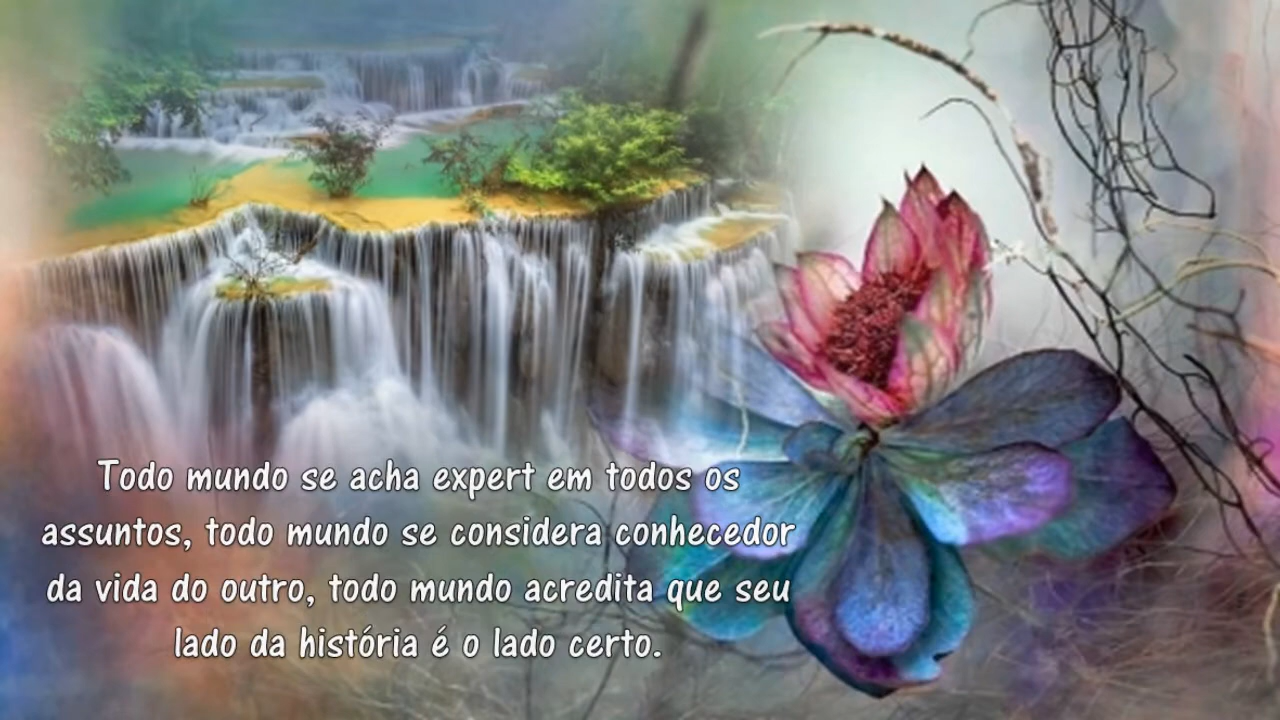 Todo mundo se acha expert em todos os
assuntos, todo mundo se considera conhecedor
da vida do outro, todo mundo acredita que seu
lado da história é o lado certo.